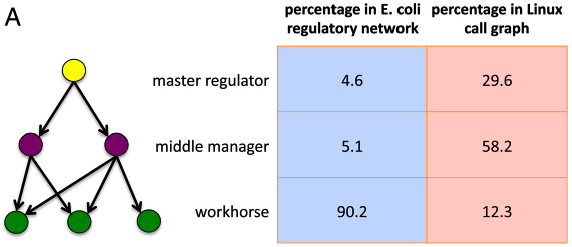 A
percentage in E. coli
regulatory network
percentage in Linux
call graph
master regulator
4.6
29.6
middle manager
5.1
58.2
workhorse
90.2
12.3